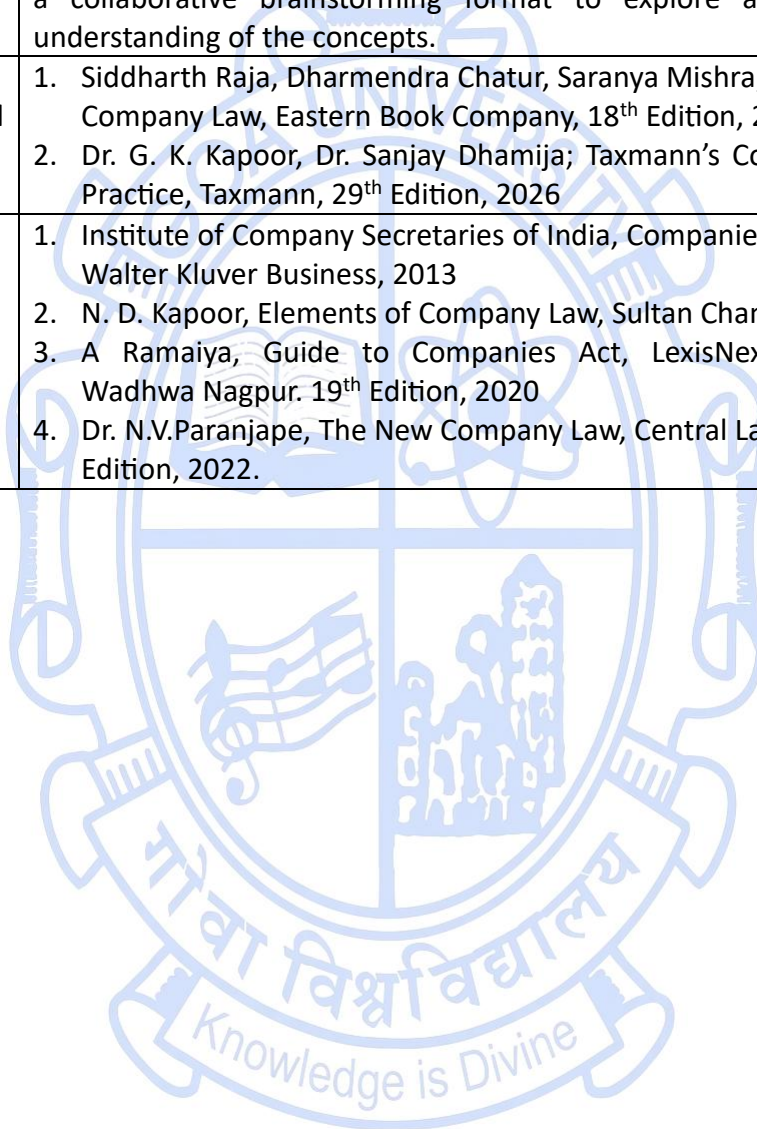 a collaborative brainstorming format to explore a
understanding of the concepts.
1. Siddharth Raja, Dharmendra Chatur, Saranya Mishra
Company Law, Eastern Book Company, 18th Edition, 2
2. Dr. G. K. Kapoor, Dr. Sanjay Dhamija; Taxmann’s Co
Practice, Taxmann, 29th Edition, 2026
1. Institute of Company Secretaries of India, Companie
Walter Kluver Business, 2013
2. N. D. Kapoor, Elements of Company Law, Sultan Chan
3. A Ramaiya, Guide to Companies Act, LexisNex
Wadhwa Nagpur. 19th Edition, 2020
4. Dr. N.V.Paranjape, The New Company Law, Central La
Edition, 2022.
GOA UNIVERSITY
गोंवा विश्वविद्यालय
Knowledge is Divine